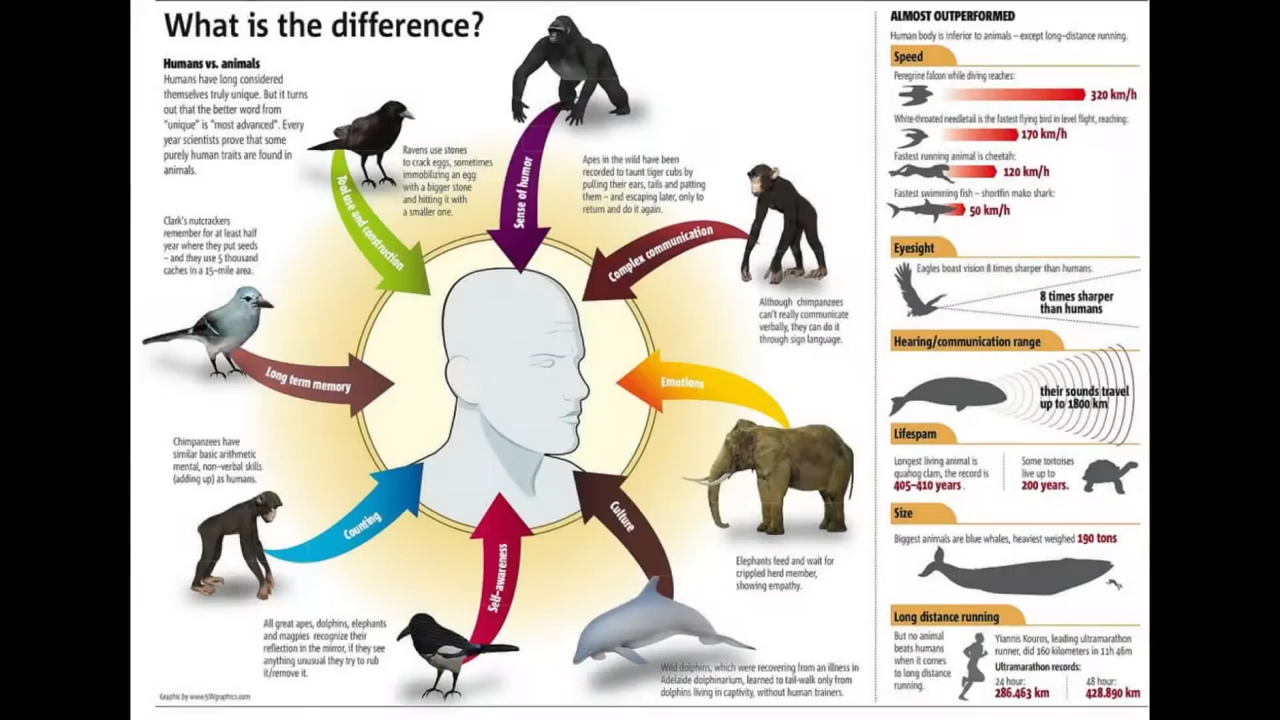 What is the difference?
Humans vs. animals
Humans have long considered
themselves truly unique. But it turns
out that the better word from
"unique" is "most advanced". Every
year scientists prove that some
purely human traits are found in
animals.
Ravens use stones
to crack eggs, sometimes
immobilizing an egg
with a bigger stone
and hitting it with
a smaller one.
Tool use and construction
Sense of humor
Apes in the wild have been
recorded to taunt tiger cubs by
pulling their ears, tails and patting
them – and escaping later, only to
return and do it again.
Complex communication
Although chimpanzees
can't really communicate
verbally, they can do it
through sign language.
Clark's nutcrackers
remember for at least half
year where they put seeds
– and they use 5 thousand
caches in a 15-mile area.
Long term memory
Emotions
Elephants feed and wait for
crippled herd member,
showing empathy.
Chimpanzees have
similar basic arithmetic
mental, non-verbal skills
(adding up) as humans.
Counting
Self-awareness
Culture
All great apes, dolphins, elephants
and magpies recognize their
reflection in the mirror, if they see
anything unusual they try to rub
it/remove it.
Wild dolphins, which were recovering from an illness in
Adelaide dolphinarium, learned to tail-walk only from
dolphins living in captivity, without human trainers.
Graphic by www.5Wgraphics.com
ALMOST OUTPERFORMED
Human body is inferior to animals – except long-distance running.
Speed
Peregrine falcon while diving reaches:
320 km/h
White-throated needletail is the fastest flying bird in level flight, reaching:
170 km/h
Fastest running animal is cheetah:
120 km/h
Fastest swimming fish – shortfin mako shark:
50 km/h
Eyesight
Eagles boast vision 8 times sharper than humans.
8 times sharper
than humans
Hearing/communication range
their sounds travel
up to 1800 km
Lifespam
Longest living animal is
quahog clam, the record is
405–410 years.
Some tortoises
live up to
200 years.
Size
Biggest animals are blue whales, heaviest weighed 190 tons
Long distance running
But no animal
beats humans
when it comes
to long distance
running.
Yiannis Kouros, leading ultramarathon
runner, did 160 kilometers in 11h 46m
Ultramarathon records:
24 hour:
286.463 km
48 hour:
428.890 km